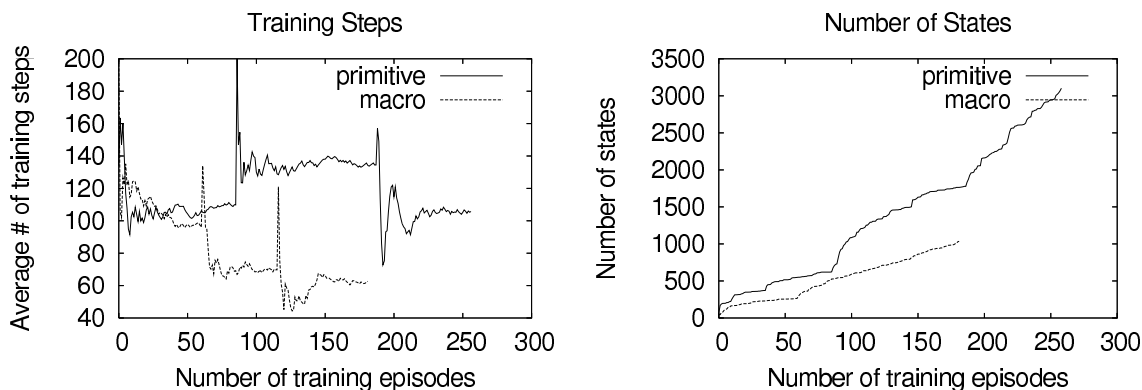 Training Steps
Average # of training steps
200
180
160
140
120
100
80
60
40
primitive
macro
0 50 100 150 200 250 300
Number of training episodes
Number of States
Number of states
3500
3000
2500
2000
1500
1000
500
0
primitive
macro
0 50 100 150 200 250 300
Number of training episodes